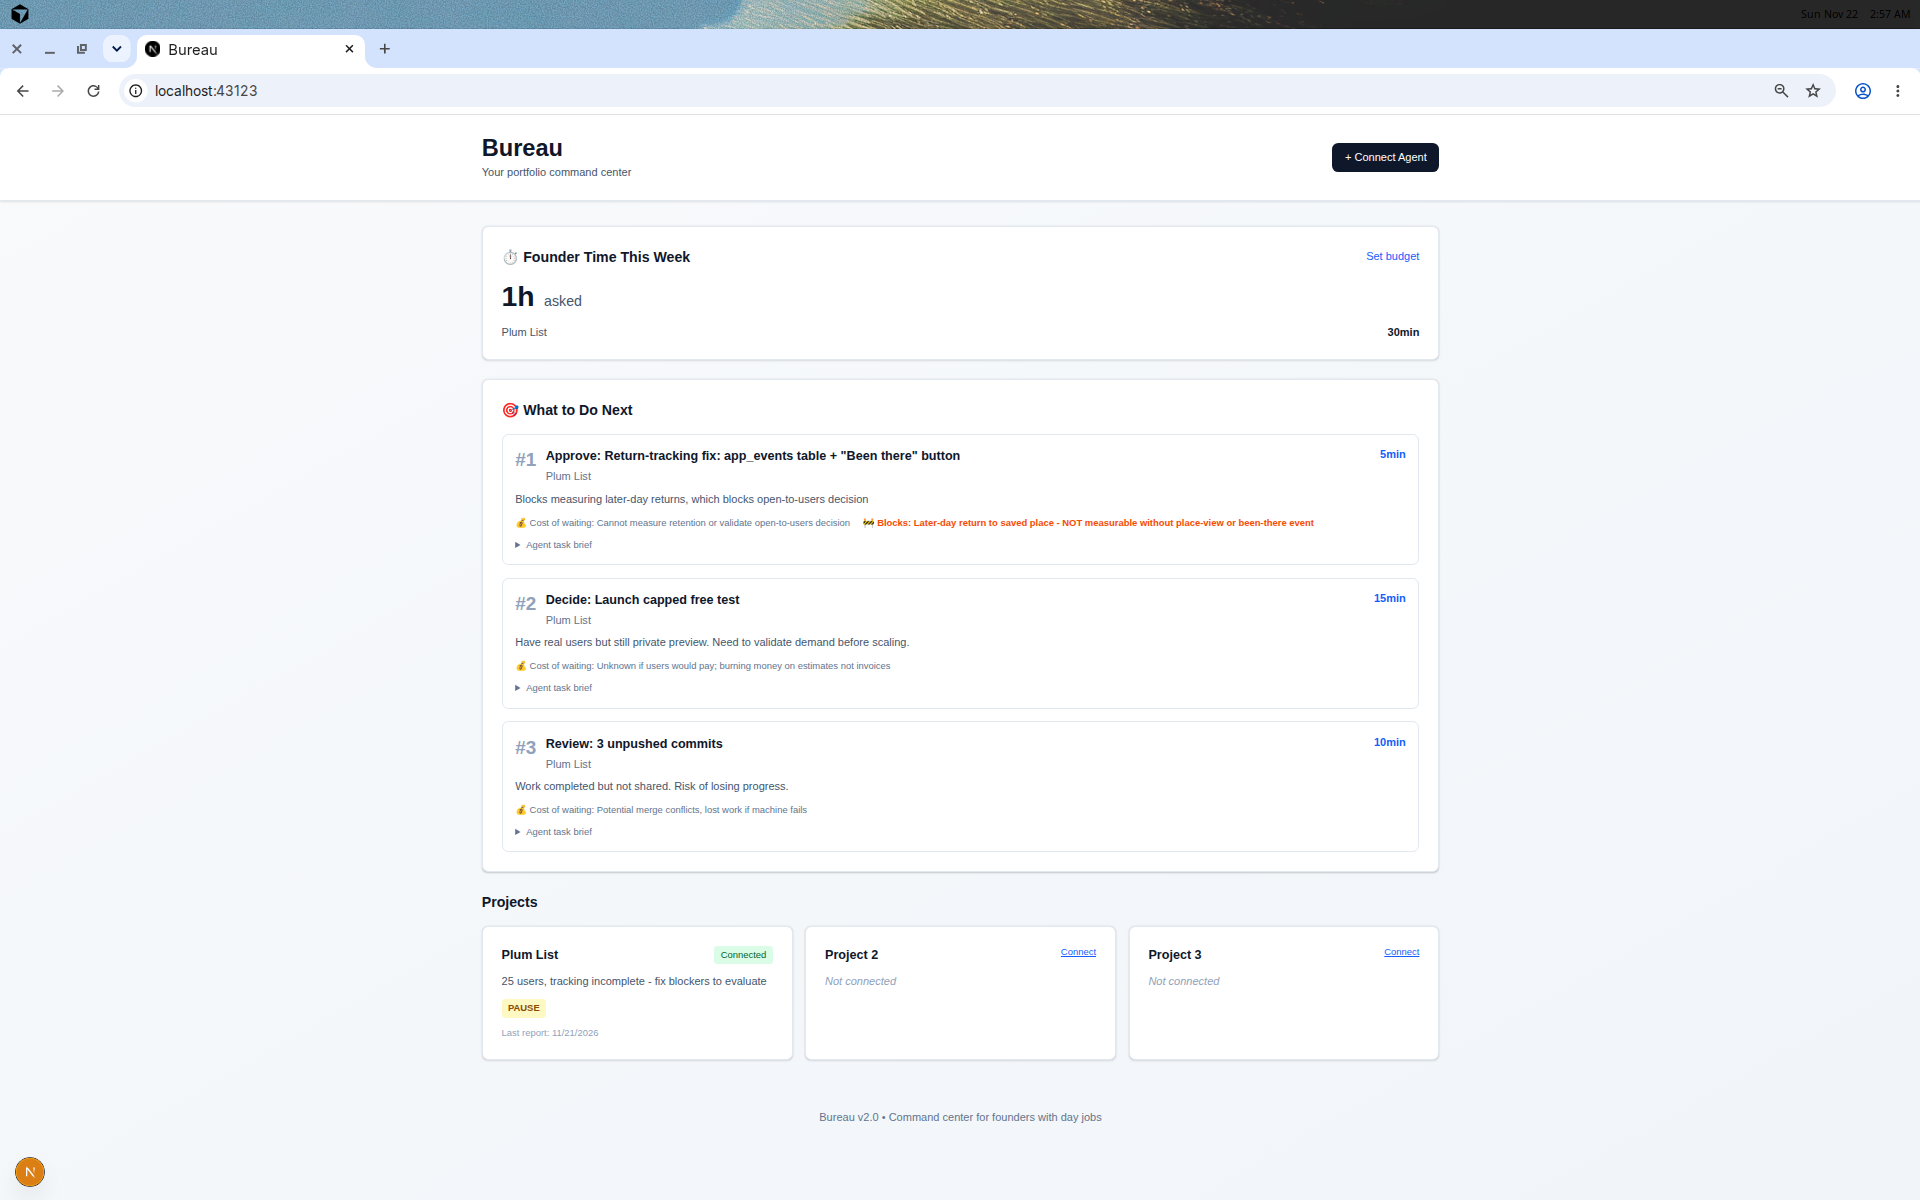 Sun Nov 22 2:57 AM
Bureau
localhost:43123
Bureau
Your portfolio command center
+ Connect Agent
⏱️ Founder Time This Week
Set budget
1h asked
Plum List
30min
🎯 What to Do Next
#1 Approve: Return-tracking fix: app_events table + "Been there" button
5min
Plum List
Blocks measuring later-day returns, which blocks open-to-users decision
💰 Cost of waiting: Cannot measure retention or validate open-to-users decision 🚧 Blocks: Later-day return to saved place - NOT measurable without place-view or been-there event
▶ Agent task brief
#2 Decide: Launch capped free test
15min
Plum List
Have real users but still private preview. Need to validate demand before scaling.
💰 Cost of waiting: Unknown if users would pay; burning money on estimates not invoices
▶ Agent task brief
#3 Review: 3 unpushed commits
10min
Plum List
Work completed but not shared. Risk of losing progress.
💰 Cost of waiting: Potential merge conflicts, lost work if machine fails
▶ Agent task brief
Projects
Plum List
Connected
25 users, tracking incomplete - fix blockers to evaluate
PAUSE
Last report: 11/21/2026
Project 2
Connect
Not connected
Project 3
Connect
Not connected
Bureau v2.0 • Command center for founders with day jobs
N